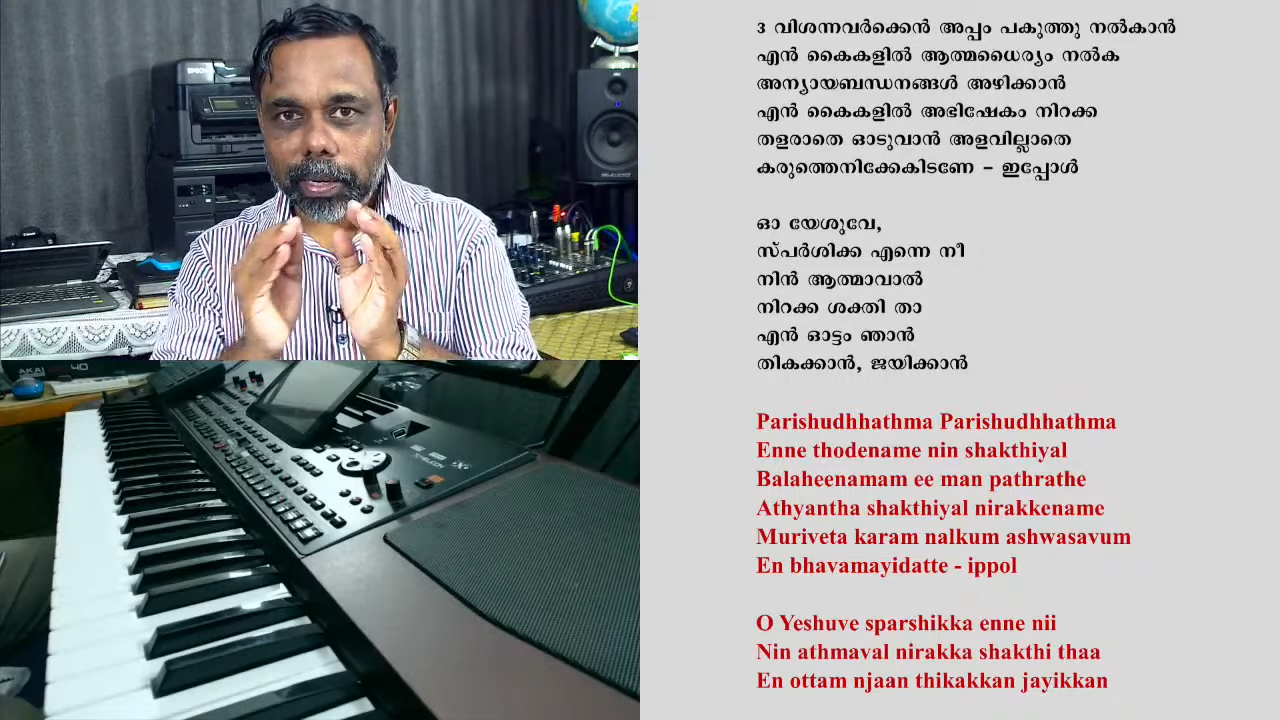 3 വിശന്നവർക്കെൻ അപ്പം പകുത്തു നൽകാൻ
എൻ കൈകളിൽ ആത്മധൈര്യം നൽക
അന്യായബന്ധനങ്ങൾ അഴിക്കാൻ
എൻ കൈകളിൽ അഭിഷേകം നിറക്ക
തളരാതെ ഓടുവാൻ അളവില്ലാതെ
കരുത്തെനിക്കേകിടണേ - ഇപ്പോൾ
ഓ യേശുവേ,
സ്പർശിക്ക എന്നെ നീ
നിൻ ആത്മാവാൽ
നിറക്ക ശക്തി താ
എൻ ഓട്ടം ഞാൻ
തികക്കാൻ, ജയിക്കാൻ
Parishudhhathma Parishudhhathma
Enne thodename nin shakthiyal
Balaheenamam ee man pathrathe
Athyantha shakthiyal nirakkename
Muriveta karam nalkum ashwasavum
En bhavamayidatte - ippol
O Yeshuve sparshikka enne nii
Nin athmaval nirakka shakthi thaa
En ottam njaan thikakkan jayikkan
EPSON
AKAI
40